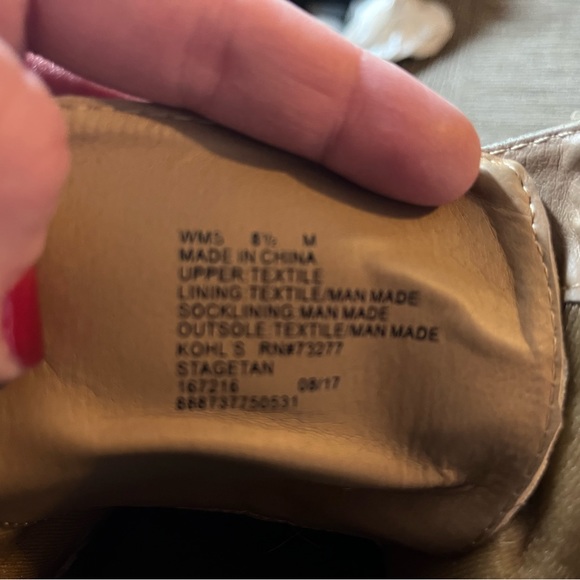 WMS 8½ M
MADE IN CHINA
UPPER:TEXTILE
LINING:TEXTILE/MAN MADE
SOCKLINING:MAN MADE
OUTSOLE:TEXTILE/MAN MADE
KOHL'S RN#73277
STAGETAN
167216 08/17
888737750531